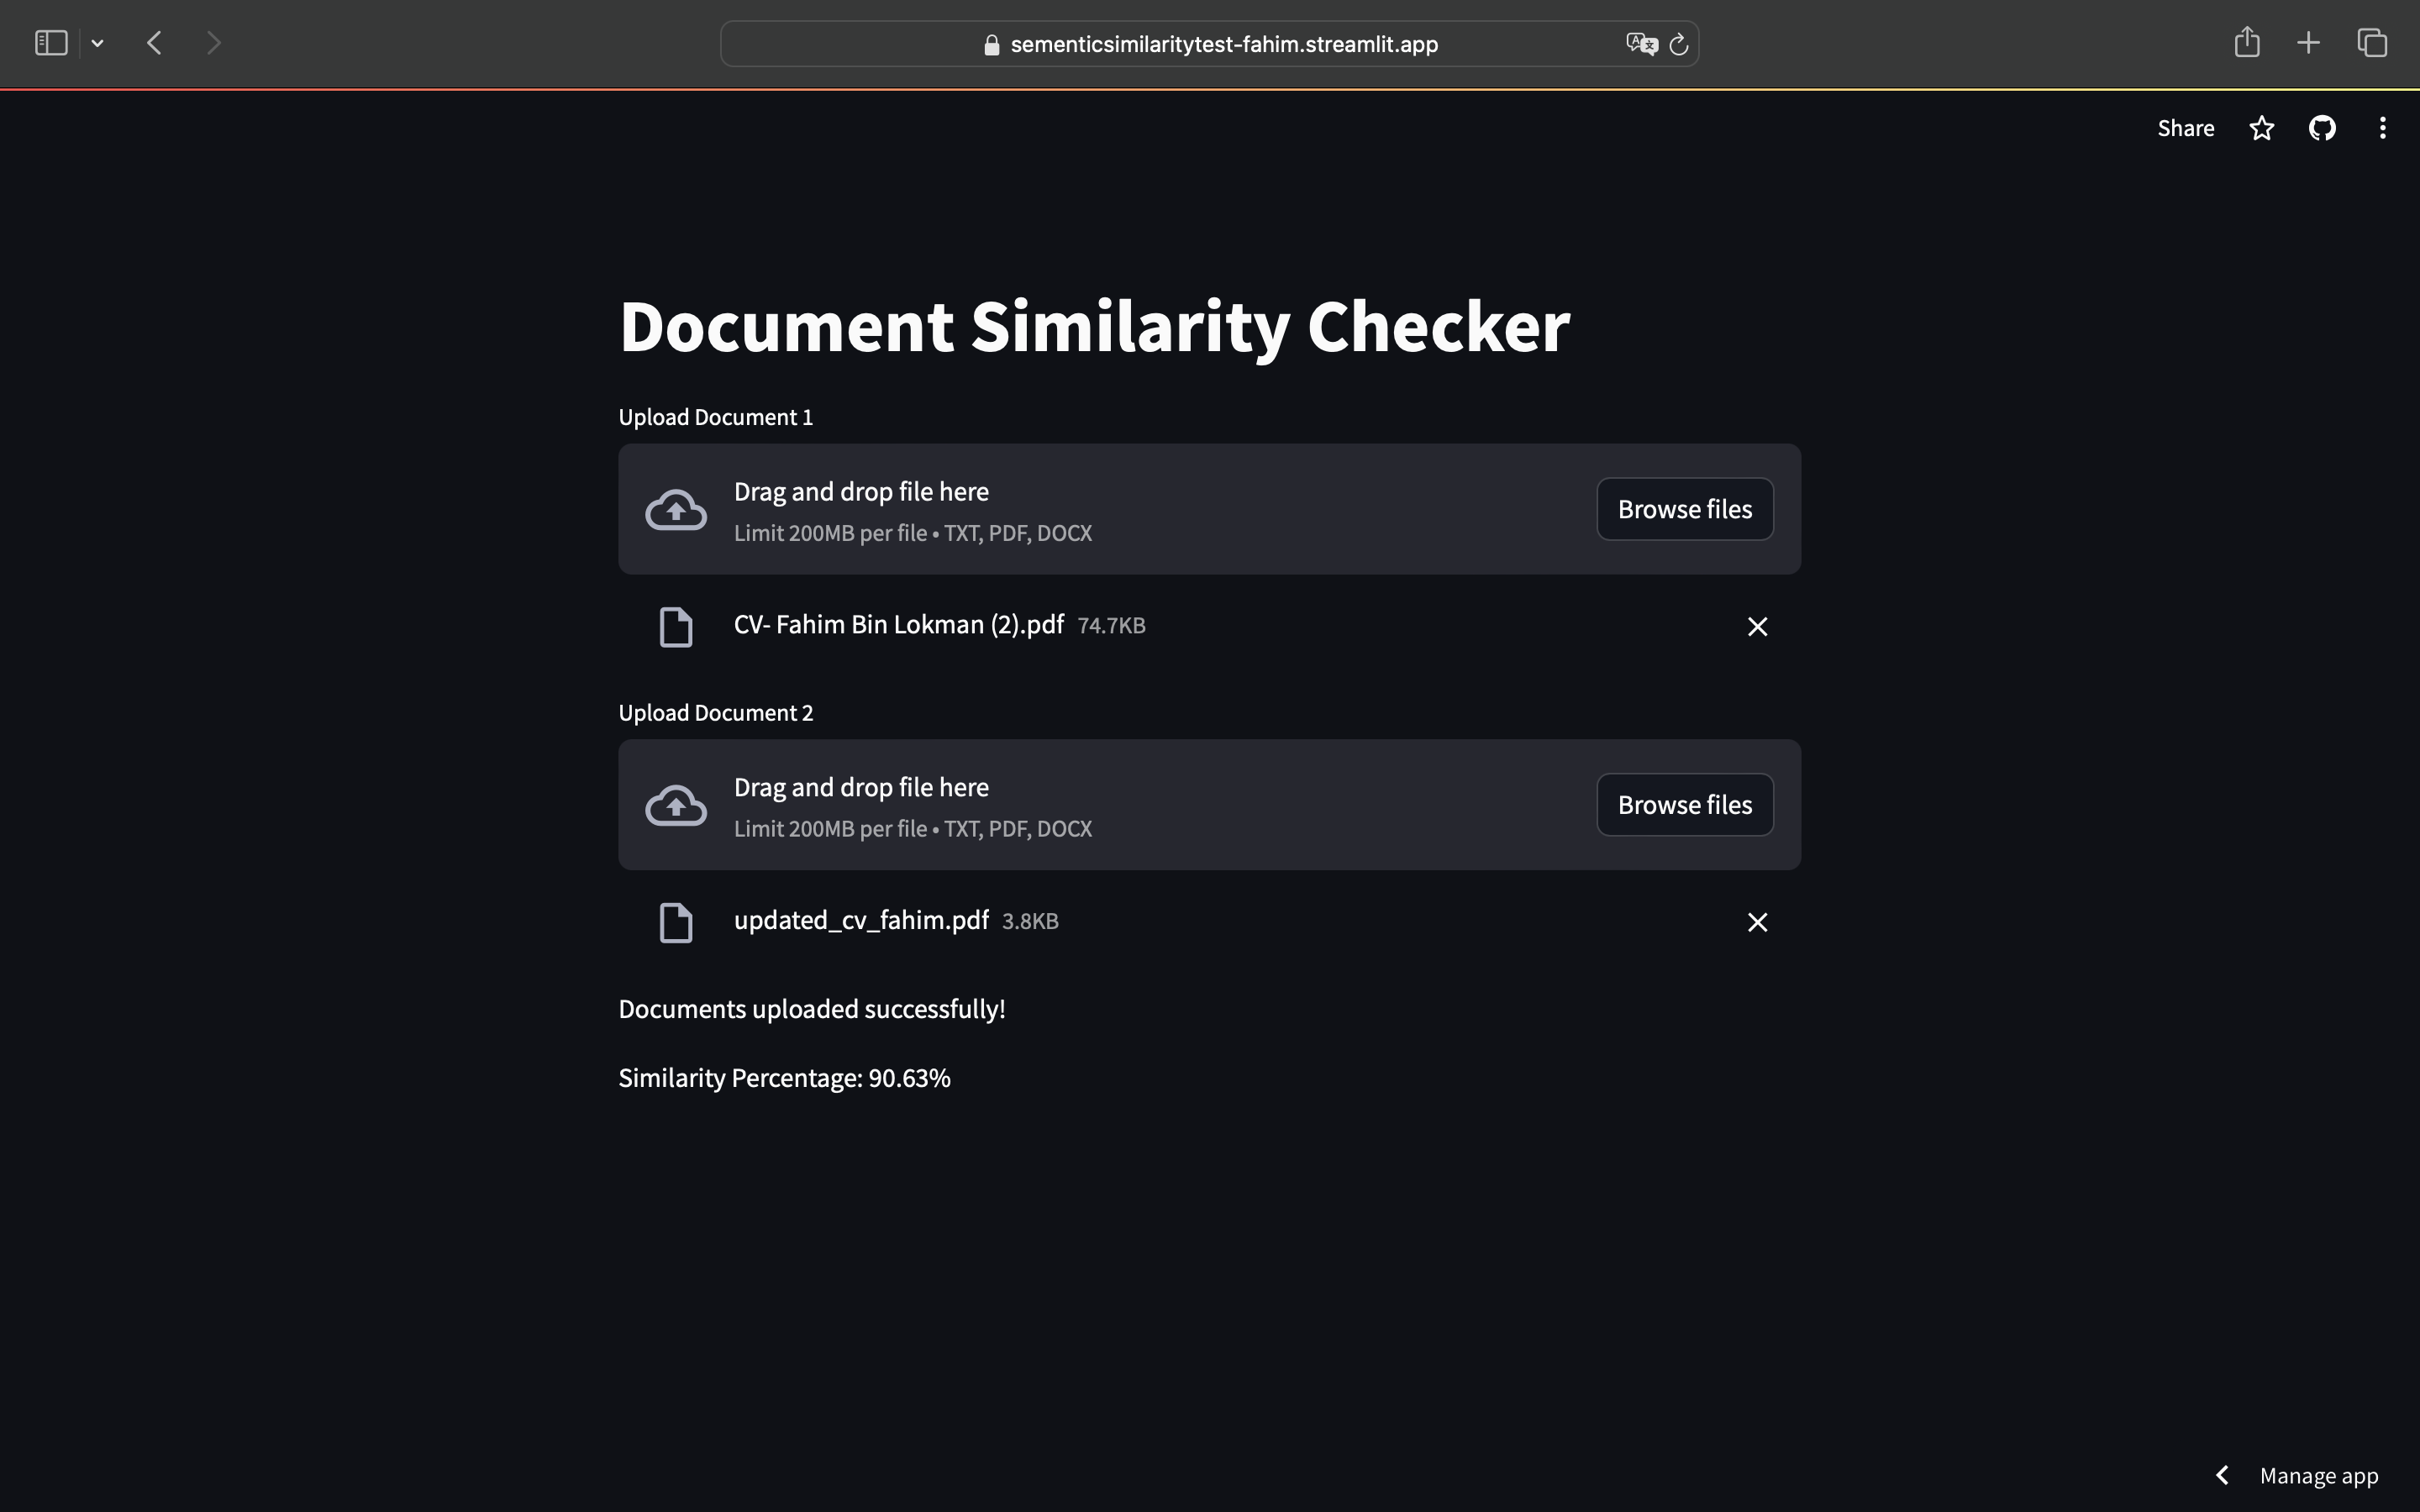 sementicsimilaritytest-fahim.streamlit.app
Share
Document Similarity Checker
Upload Document 1
Drag and drop file here
Limit 200MB per file • TXT, PDF, DOCX
Browse files
CV- Fahim Bin Lokman (2).pdf 74.7KB
Upload Document 2
Drag and drop file here
Limit 200MB per file • TXT, PDF, DOCX
Browse files
updated_cv_fahim.pdf 3.8KB
Documents uploaded successfully!
Similarity Percentage: 90.63%
Manage app